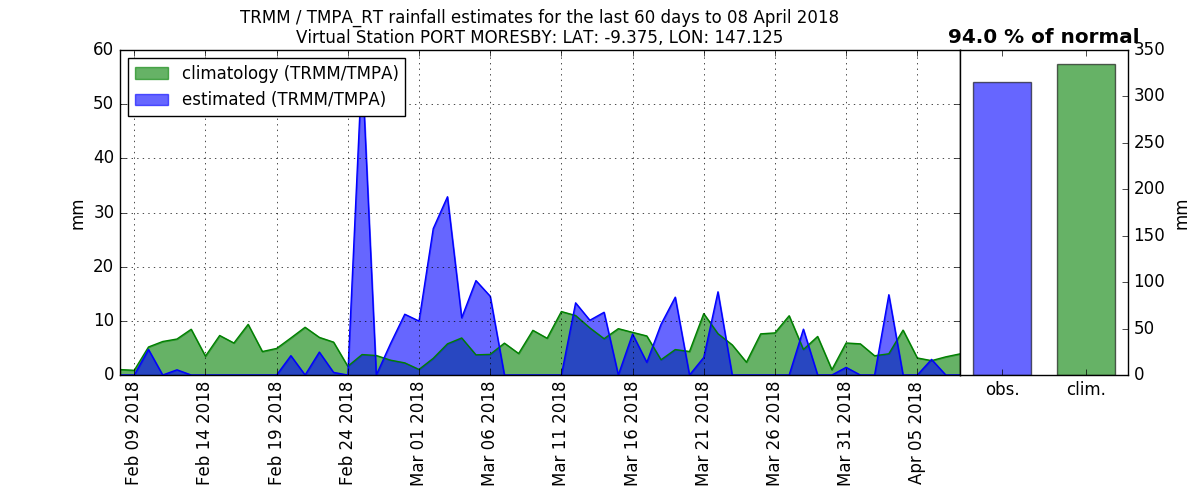 TRMM / TMPA_RT rainfall estimates for the last 60 days to 08 April 2018
Virtual Station PORT MORESBY: LAT: -9.375, LON: 147.125
94.0 % of normal
climatology (TRMM/TMPA)
estimated (TRMM/TMPA)
60
50
40
30
20
10
0
mm
350
300
250
200
150
100
50
0
mm
obs.
clim.
Feb 09 2018
Feb 14 2018
Feb 19 2018
Feb 24 2018
Mar 01 2018
Mar 06 2018
Mar 11 2018
Mar 16 2018
Mar 21 2018
Mar 26 2018
Mar 31 2018
Apr 05 2018